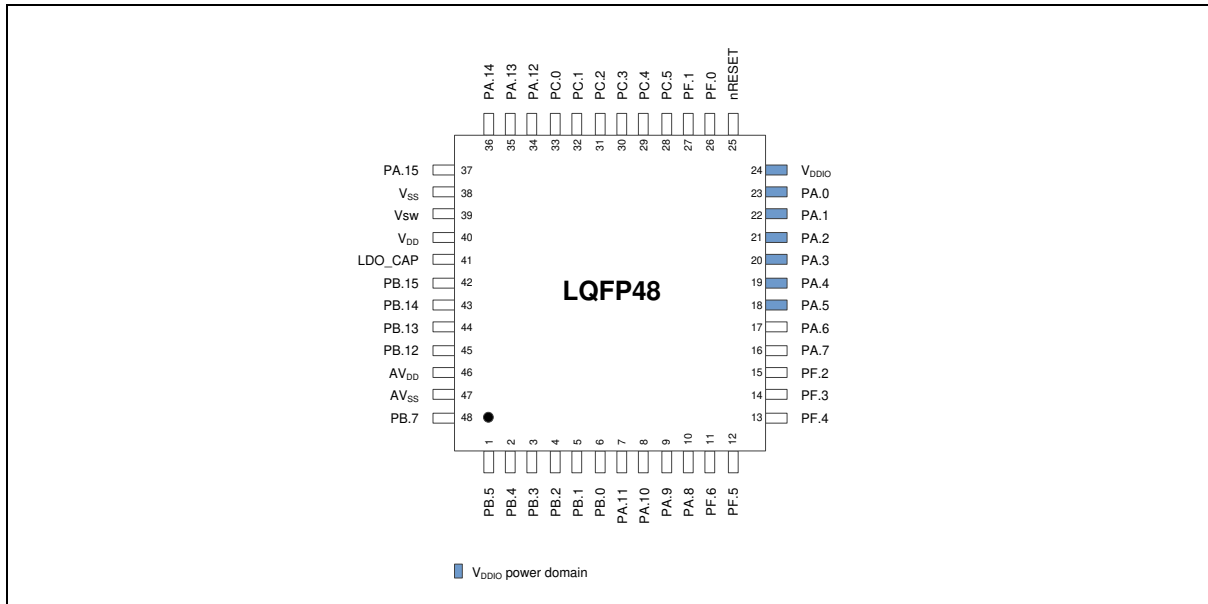 PA.14 PA.13 PA.12 PC.0 PC.1 PC.2 PC.3 PC.4 PC.5 PF.1 PF.0 nRESET
36 35 34 33 32 31 30 29 28 27 26 25
PA.15 37 24 VDDIO
VSS 38 23 PA.0
Vsw 39 22 PA.1
VDD 40 21 PA.2
LDO_CAP 41 20 PA.3
PB.15 42 LQFP48 19 PA.4
PB.14 43 18 PA.5
PB.13 44 17 PA.6
PB.12 45 16 PA.7
AVDD 46 15 PF.2
AVSS 47 14 PF.3
PB.7 48 13 PF.4
1 2 3 4 5 6 7 8 9 10 11 12
PB.5 PB.4 PB.3 PB.2 PB.1 PB.0 PA.11 PA.10 PA.9 PA.8 PF.6 PF.5
VDDIO power domain